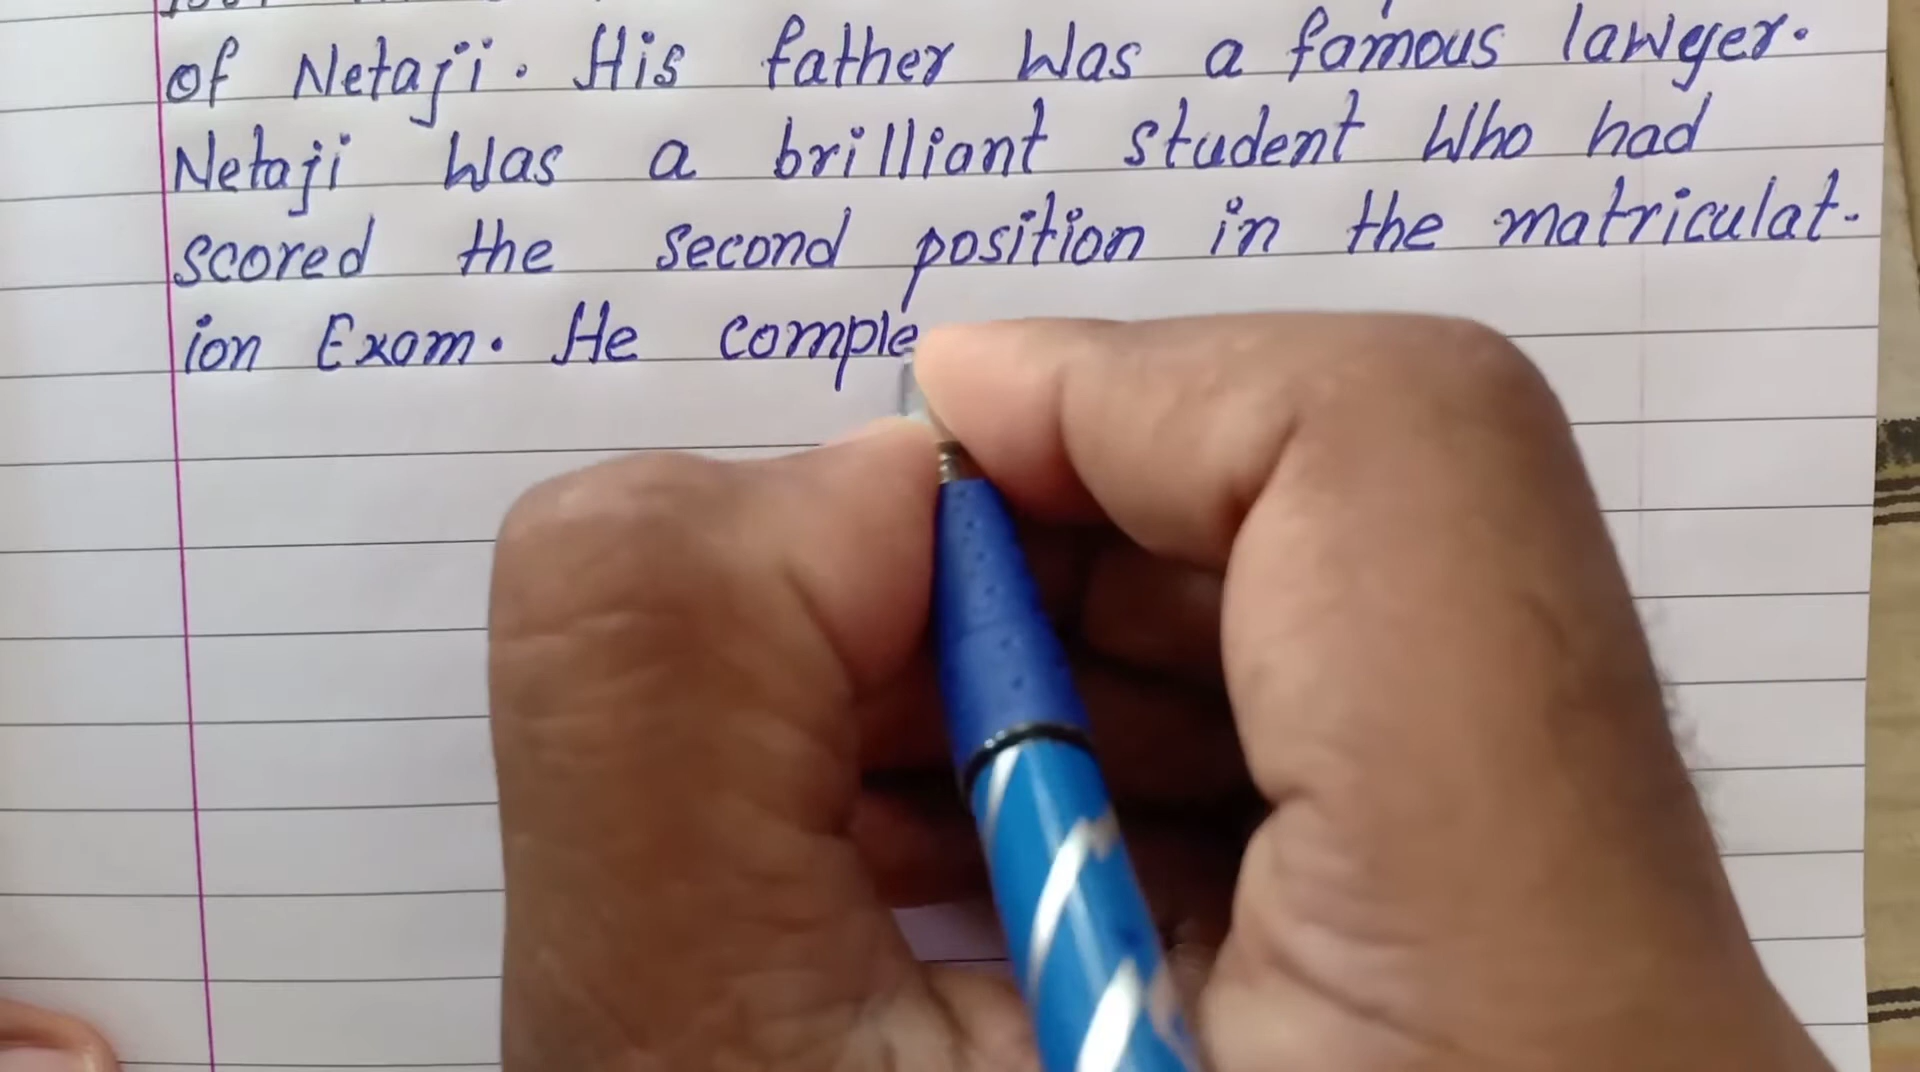 of Netaji. His father Was a famous lawyer.
Netaji Was a brilliant student Who had
scored the second position in the matriculat-
ion Exam. He comple